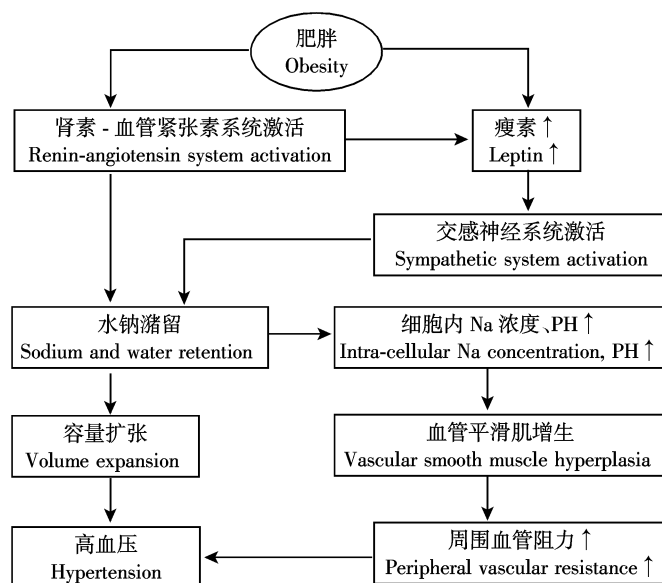 肥胖
Obesity
肾素 - 血管紧张素系统激活
Renin-angiotensin system activation
瘦素↑
Leptin↑
交感神经系统激活
Sympathetic system activation
水钠潴留
Sodium and water retention
细胞内 Na 浓度、PH↑
Intra-cellular Na concentration, PH↑
容量扩张
Volume expansion
血管平滑肌增生
Vascular smooth muscle hyperplasia
高血压
Hypertension
周围血管阻力↑
Peripheral vascular resistance↑